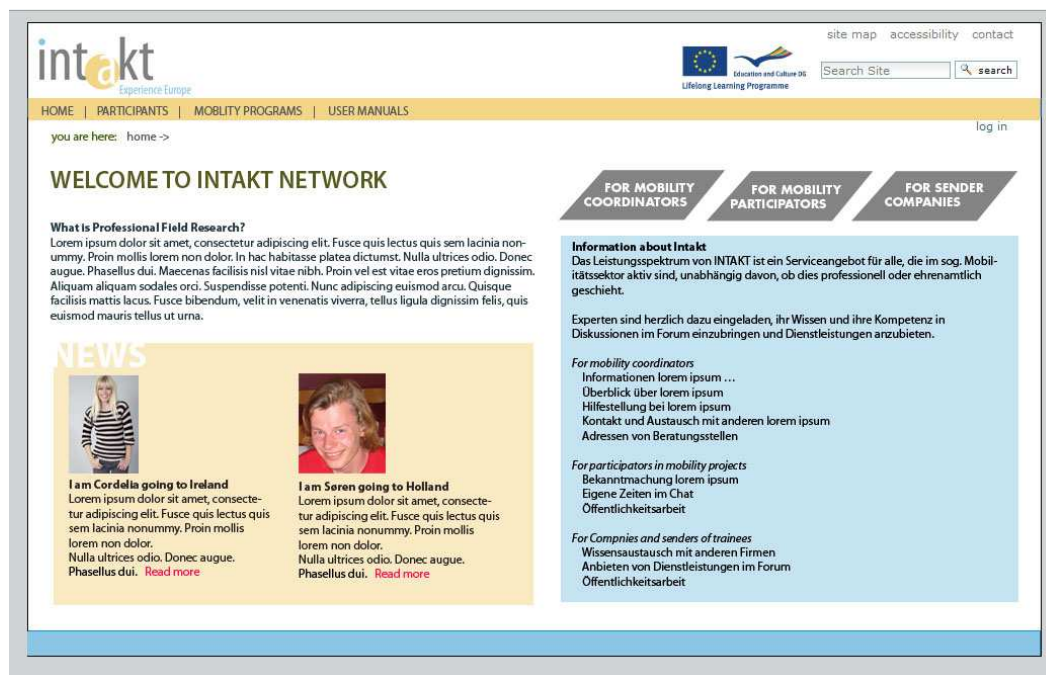 site map accessibility contact
intakt
Experience Europe
Education and Culture DG
Lifelong Learning Programme
Search Site
search
HOME | PARTICIPANTS | MOBLITY PROGRAMS | USER MANUALS
log in
you are here: home ->
WELCOME TO INTAKT NETWORK
What is Professional Field Research?
Lorem ipsum dolor sit amet, consectetur adipiscing elit. Fusce quis lectus quis sem lacinia non-
ummy. Proin mollis lorem non dolor. In hac habitasse platea dictumst. Nulla ultrices odio. Donec
augue. Phasellus dui. Maecenas facilisis nisl vitae nibh. Proin vel est vitae eros pretium dignissim.
Aliquam aliquam sodales orci. Suspendisse potenti. Nunc adipiscing euismod arcu. Quisque
facilisis mattis lacus. Fusce bibendum, velit in venenatis viverra, tellus ligula dignissim felis, quis
euismod mauris tellus ut urna.
NEWS
I am Cordelia going to Ireland
Lorem ipsum dolor sit amet, consecte-
tur adipiscing elit. Fusce quis lectus quis
sem lacinia nonummy. Proin mollis
lorem non dolor.
Nulla ultrices odio. Donec augue.
Phasellus dui. Read more
I am Søren going to Holland
Lorem ipsum dolor sit amet, consecte-
tur adipiscing elit. Fusce quis lectus quis
sem lacinia nonummy. Proin mollis
lorem non dolor.
Nulla ultrices odio. Donec augue.
Phasellus dui. Read more
FOR MOBILITY
COORDINATORS
FOR MOBILITY
PARTICIPATORS
FOR SENDER
COMPANIES
Information about Intakt
Das Leistungsspektrum von INTAKT ist ein Serviceangebot für alle, die im sog. Mobil-
itätssektor aktiv sind, unabhängig davon, ob dies professionell oder ehrenamtlich
geschieht.
Experten sind herzlich dazu eingeladen, ihr Wissen und ihre Kompetenz in
Diskussionen im Forum einzubringen und Dienstleistungen anzubieten.
For mobility coordinators
Informationen lorem ipsum …
Überblick über lorem ipsum
Hilfestellung bei lorem ipsum
Kontakt und Austausch mit anderen lorem ipsum
Adressen von Beratungsstellen
For participators in mobility projects
Bekanntmachung lorem ipsum
Eigene Zeiten im Chat
Öffentlichkeitsarbeit
For Compnies and senders of trainees
Wissensaustausch mit anderen Firmen
Anbieten von Dienstleistungen im Forum
Öffentlichkeitsarbeit